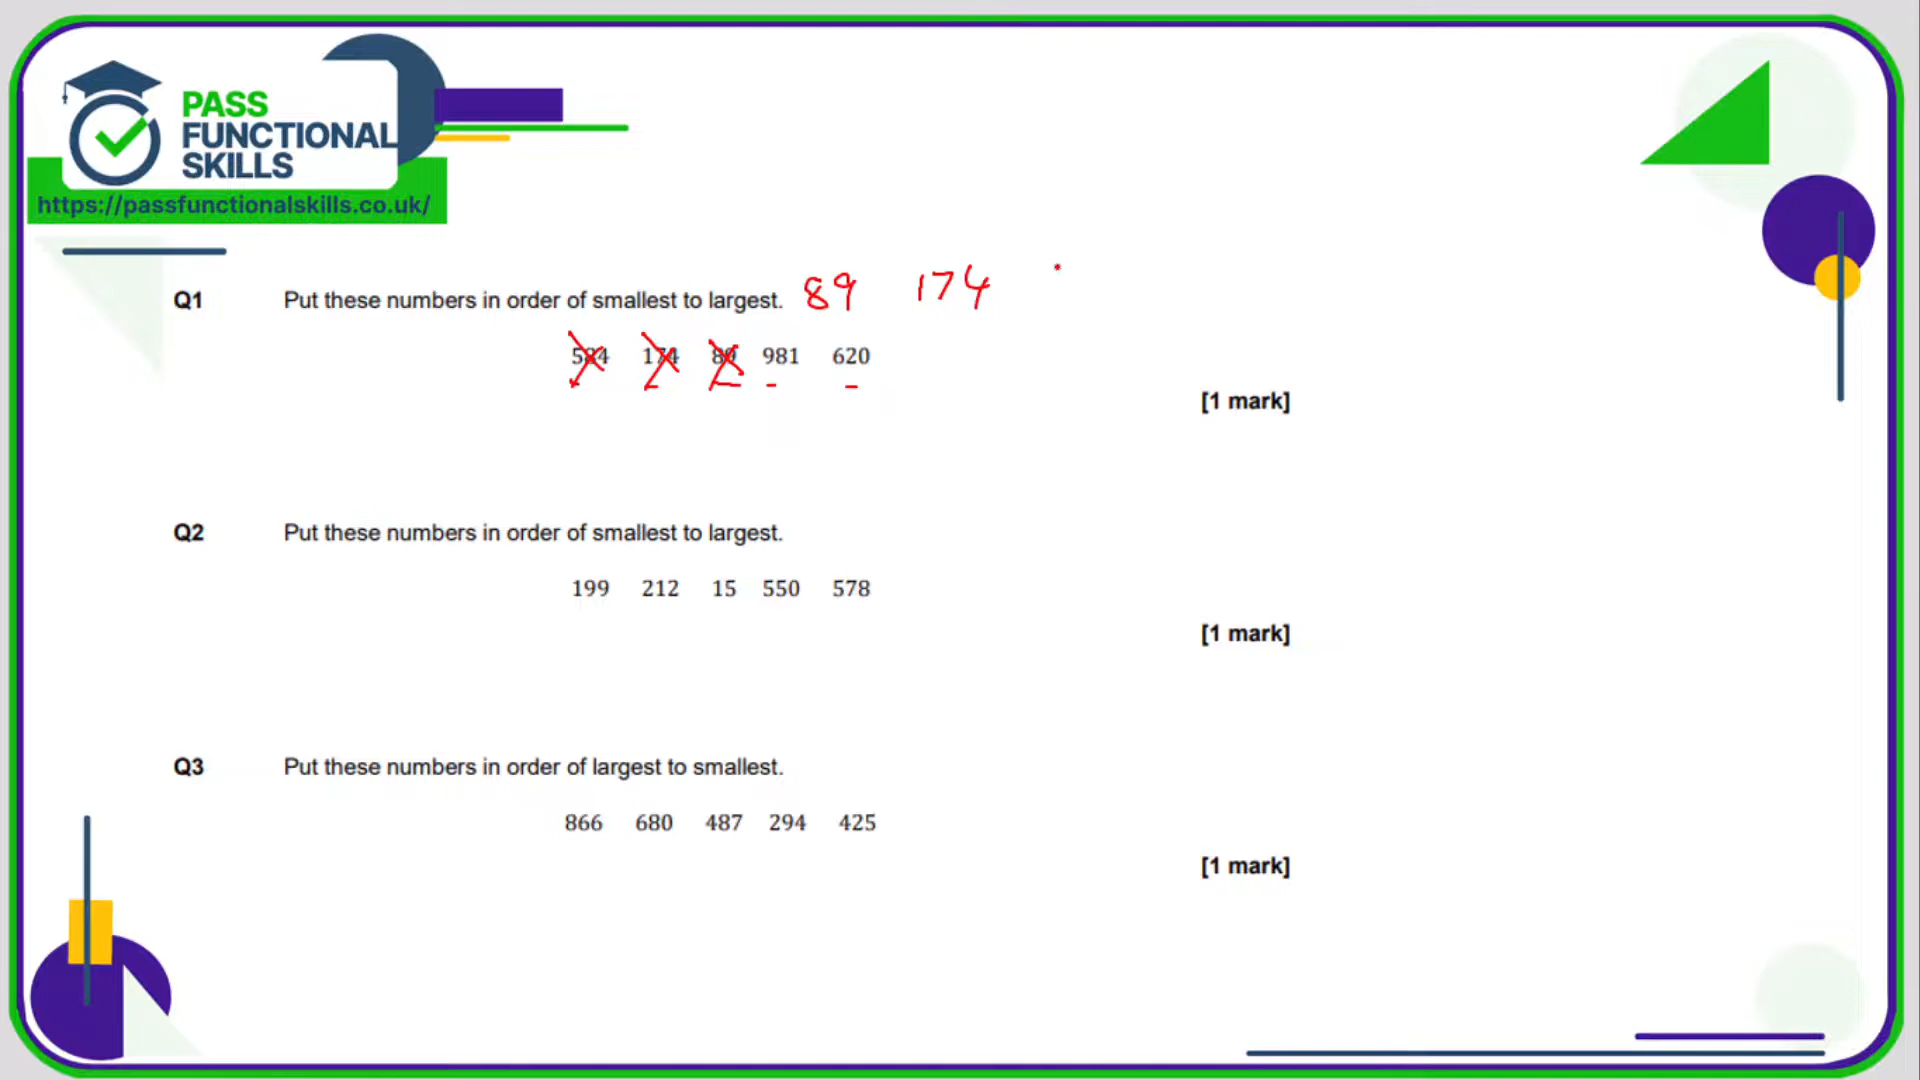 PASS
FUNCTIONAL
SKILLS
https://passfunctionalskills.co.uk/
Q1 Put these numbers in order of smallest to largest. 89 174
584 174 89 981 620
[1 mark]
Q2 Put these numbers in order of smallest to largest.
199 212 15 550 578
[1 mark]
Q3 Put these numbers in order of largest to smallest.
866 680 487 294 425
[1 mark]